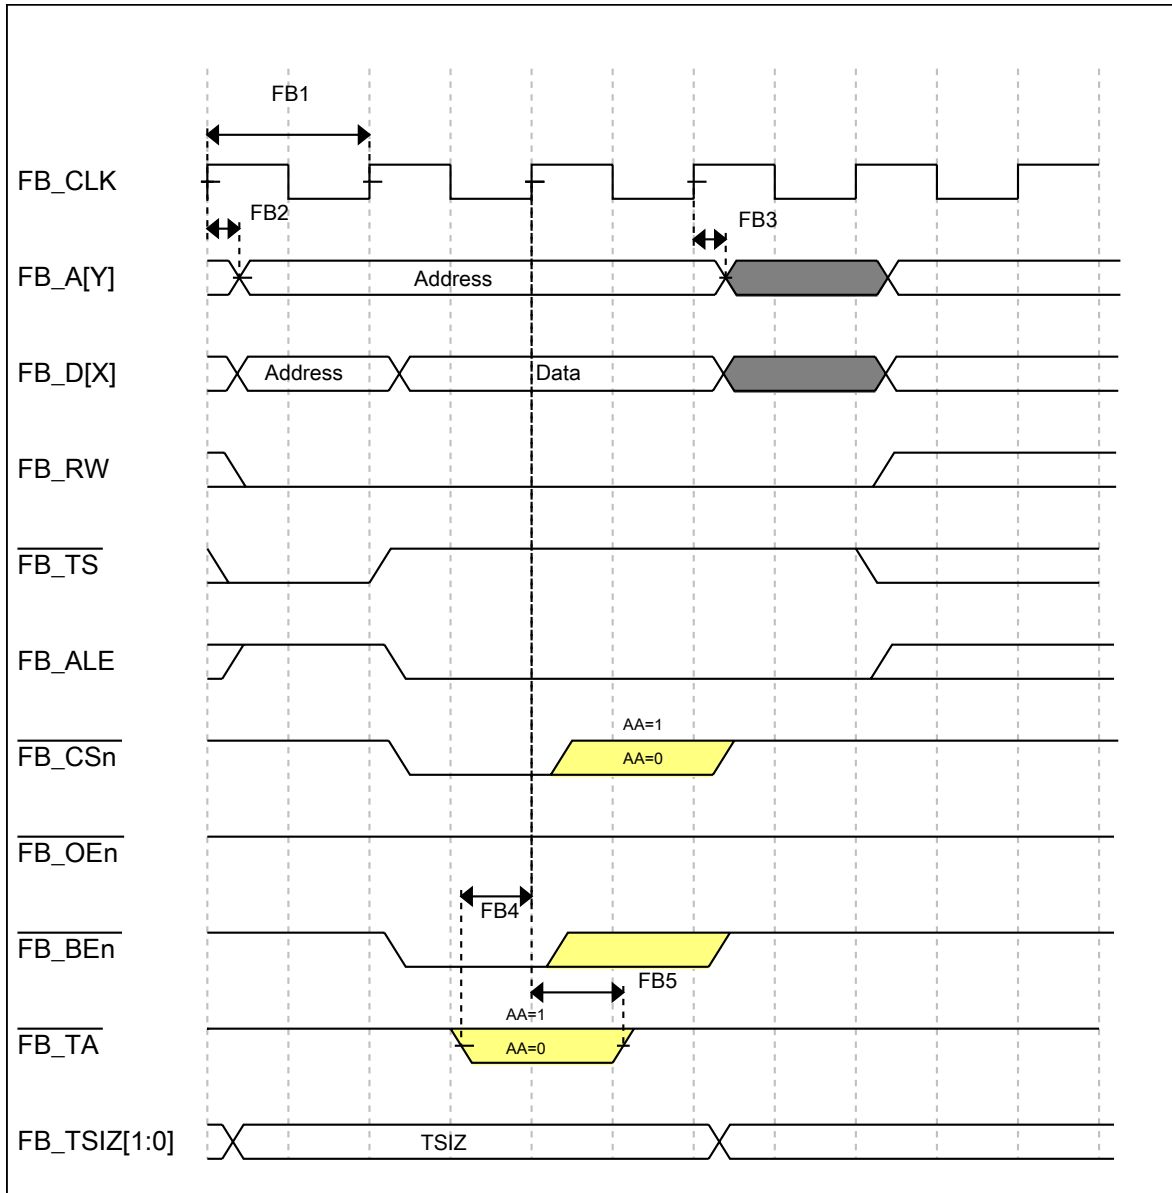 FB1
FB_CLK
FB2
FB3
FB_A[Y]
Address
FB_D[X]
Address
Data
FB_RW
FB_TS
FB_ALE
AA=1
FB_CSn
AA=0
FB_OEn
FB4
FB_BEn
FB5
AA=1
FB_TA
AA=0
FB_TSIZ[1:0]
TSIZ